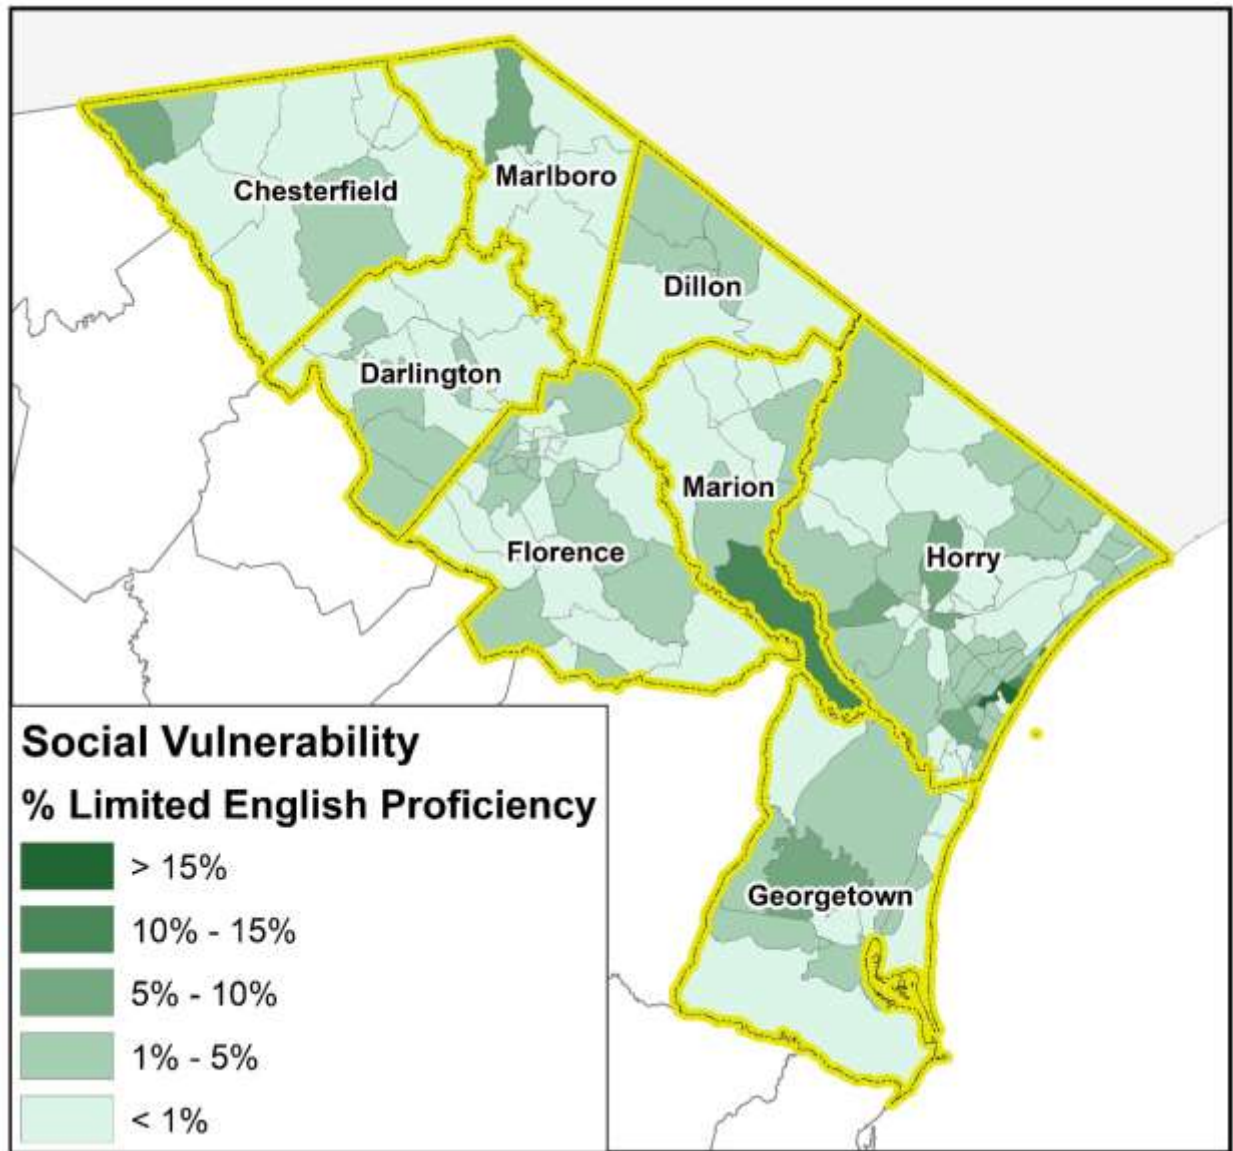 Chesterfield
Marlboro
Dillon
Darlington
Marion
Florence
Horry
Georgetown
Social Vulnerability
% Limited English Proficiency
> 15%
10% - 15%
5% - 10%
1% - 5%
< 1%